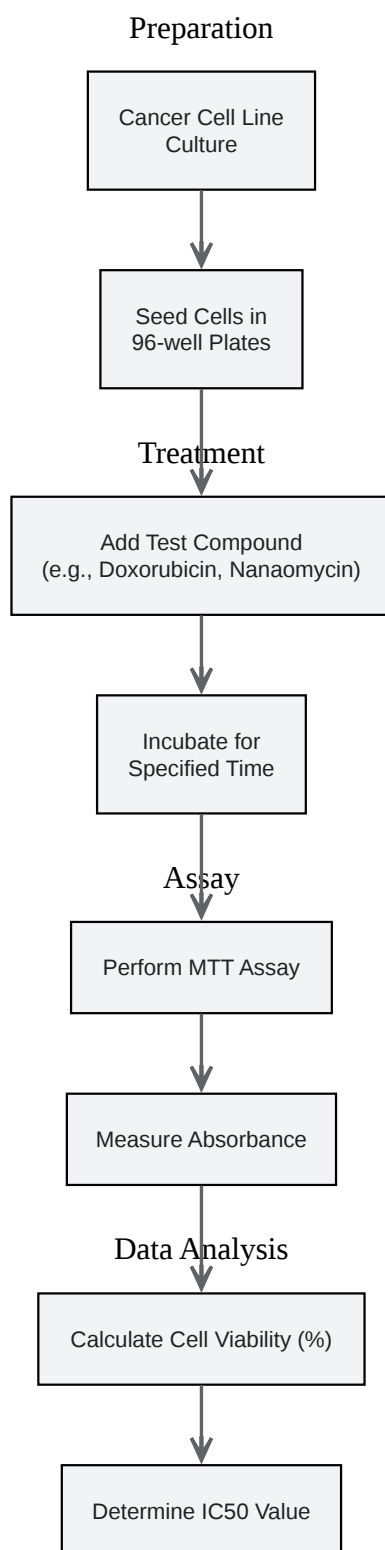 Preparation
Cancer Cell Line
Culture
Seed Cells in
96-well Plates
Treatment
Add Test Compound
(e.g., Doxorubicin, Nanaomycin)
Incubate for
Specified Time
Assay
Perform MTT Assay
Measure Absorbance
Data Analysis
Calculate Cell Viability (%)
Determine IC50 Value